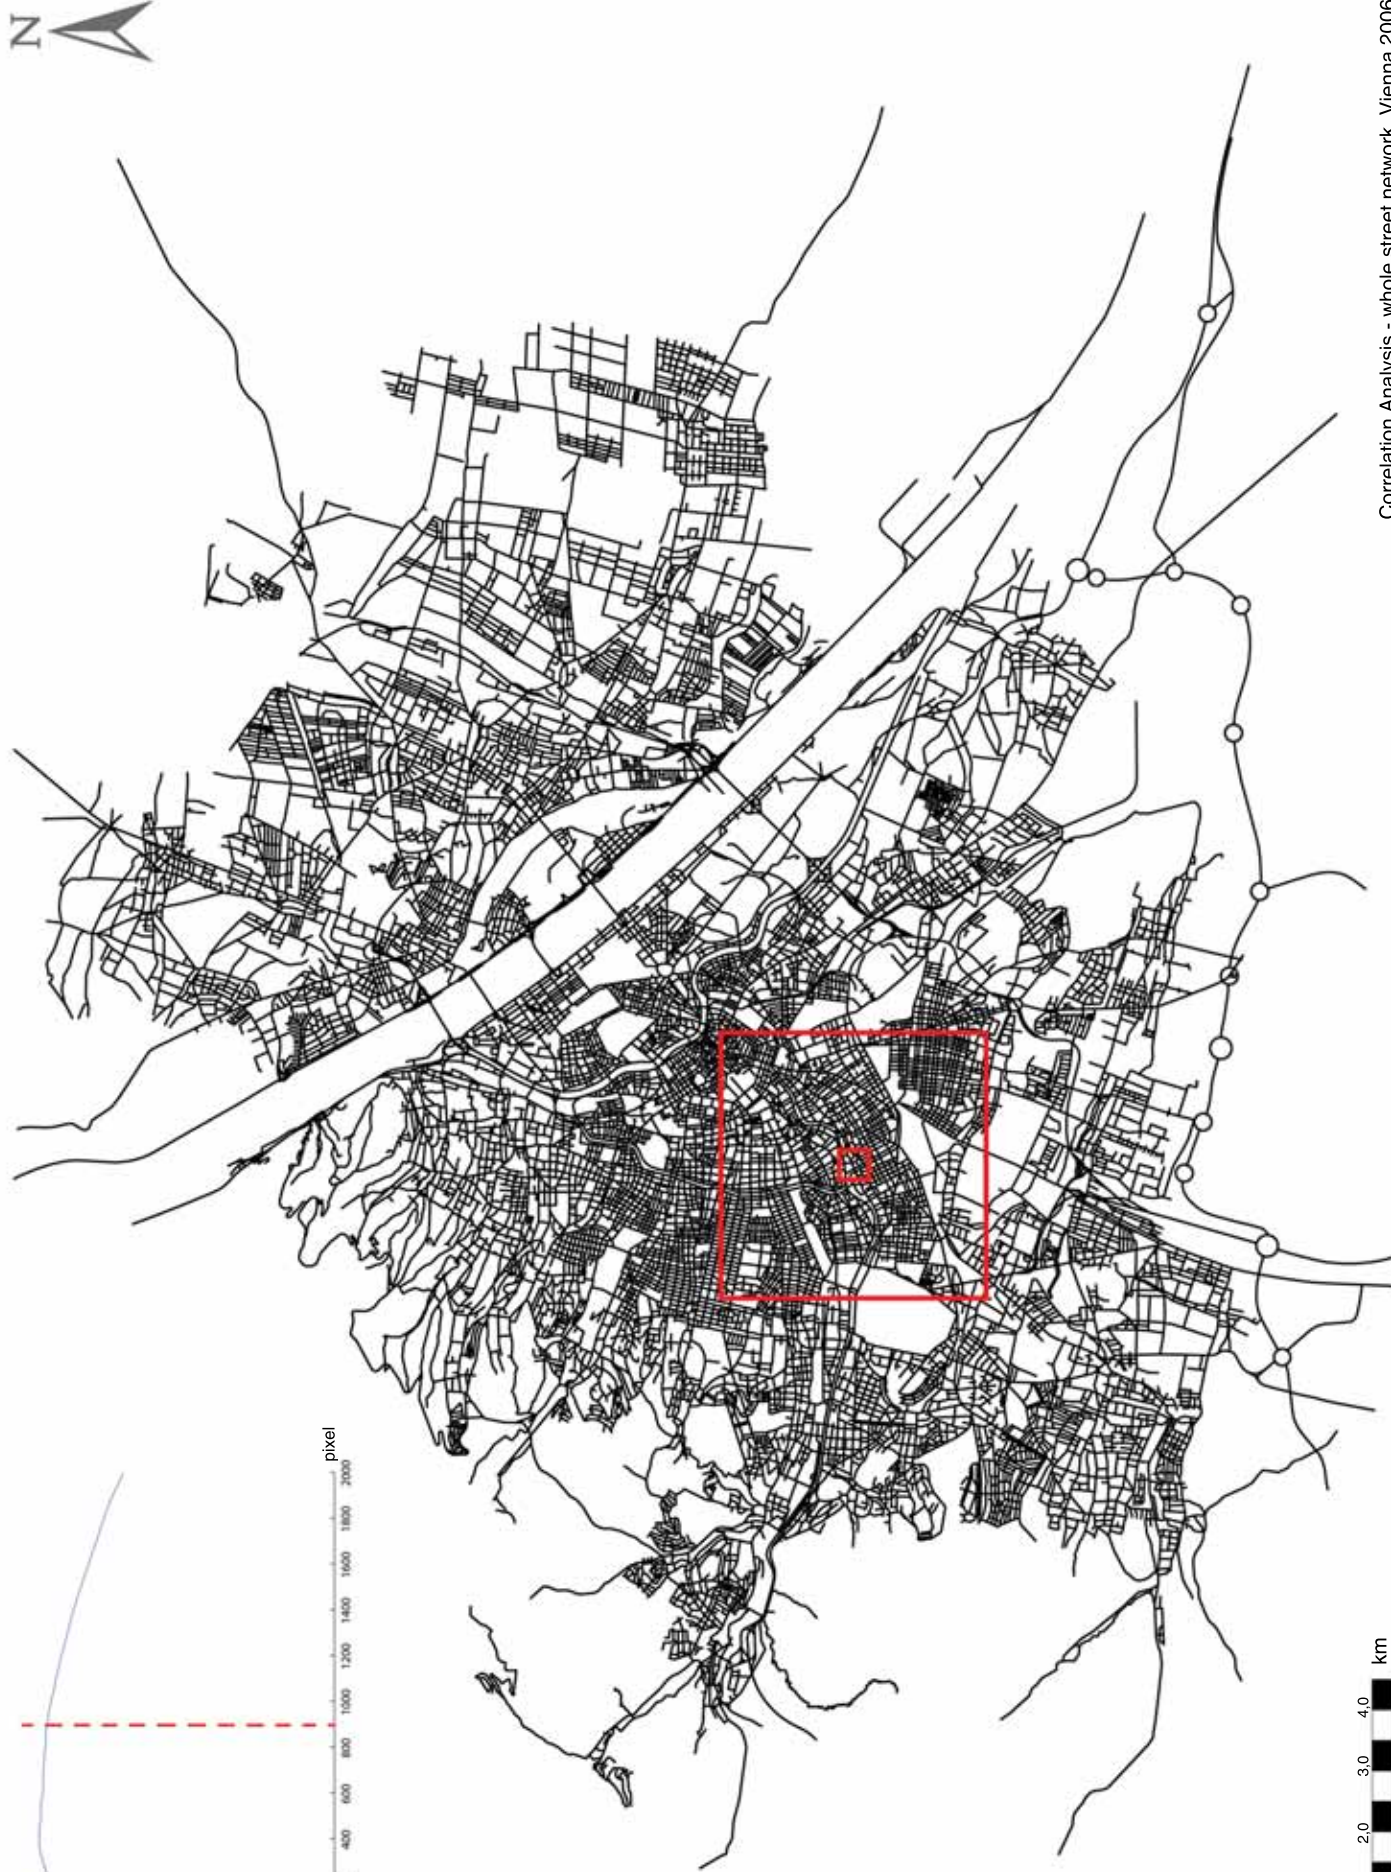 N
Correlation Analysis - whole street network, Vienna 2006
pixel
400 600 800 1000 1200 1400 1600 1800 2000
2,0 3,0 4,0 km